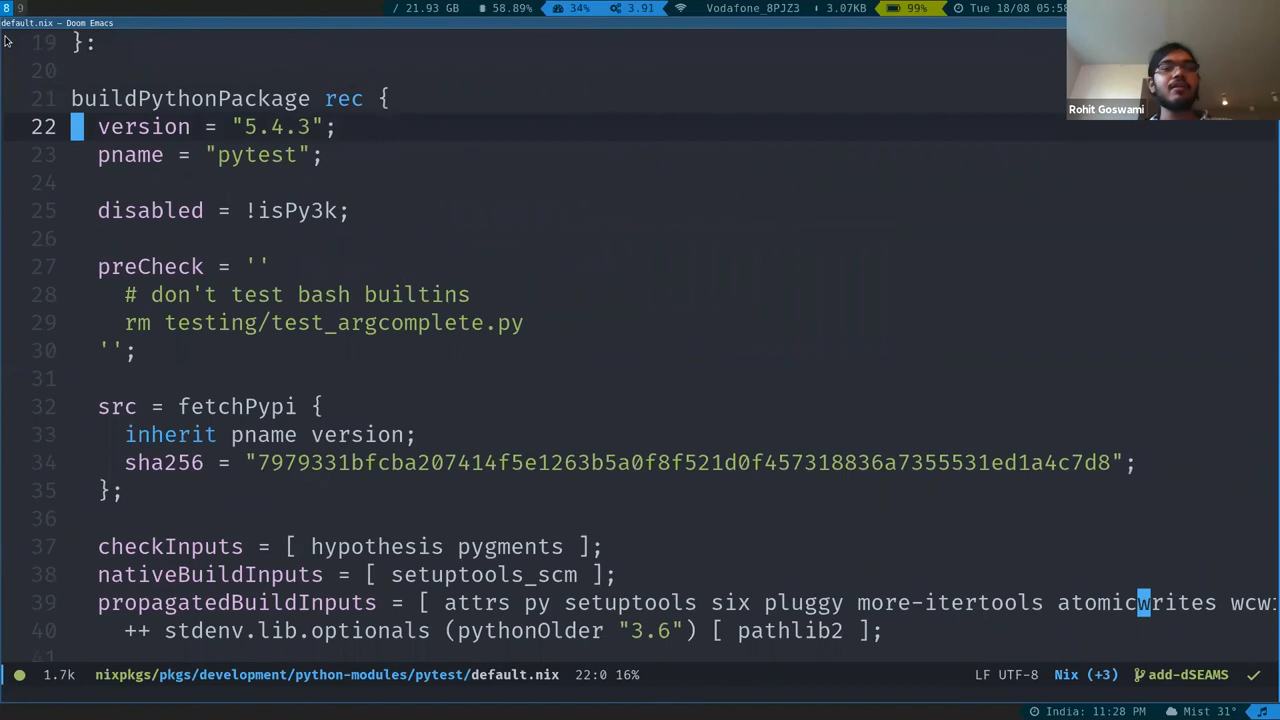 8 9 / 21.93 GB 58.89% 34% 3.91 Vodafone_8PJZ3 3.07KB 99% Tue 18/08 05:58
default.nix – Doom Emacs
Rohit Goswami
19 }:
20
21 buildPythonPackage rec {
22 version = "5.4.3";
23 pname = "pytest";
24
25 disabled = !isPy3k;
26
27 preCheck = ''
28 # don't test bash builtins
29 rm testing/test_argcomplete.py
30 '';
31
32 src = fetchPypi {
33 inherit pname version;
34 sha256 = "7979331bfcba207414f5e1263b5a0f8f521d0f457318836a7355531ed1a4c7d8";
35 };
36
37 checkInputs = [ hypothesis pygments ];
38 nativeBuildInputs = [ setuptools_scm ];
39 propagatedBuildInputs = [ attrs py setuptools six pluggy more-itertools atomicwrites wcwi
40 ++ stdenv.lib.optionals (pythonOlder "3.6") [ pathlib2 ];
41
1.7k nixpkgs/pkgs/development/python-modules/pytest/default.nix 22:0 16% LF UTF-8 Nix (+3) add-dSEAMS
India: 11:28 PM Mist 31°